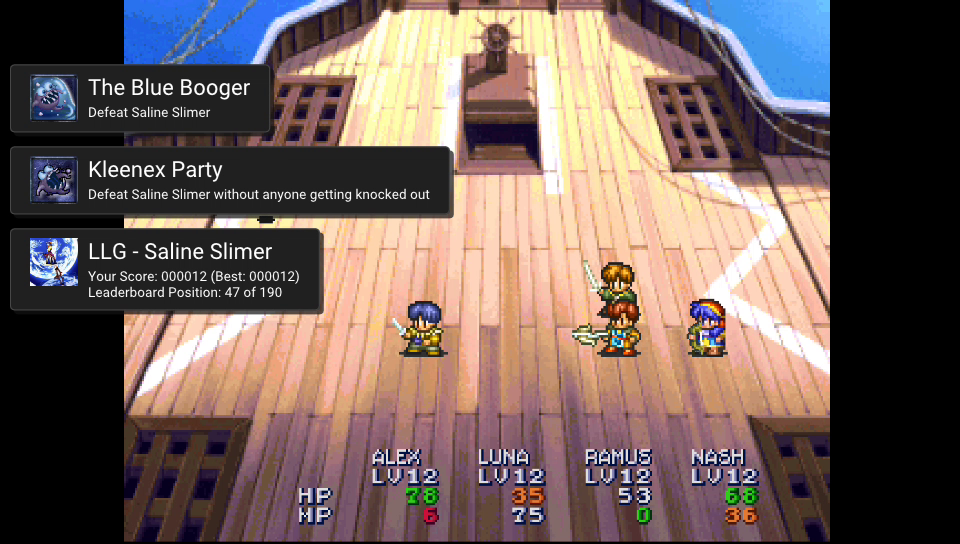 The Blue Booger
Defeat Saline Slimer
Kleenex Party
Defeat Saline Slimer without anyone getting knocked out
LLG - Saline Slimer
Your Score: 000012 (Best: 000012)
Leaderboard Position: 47 of 190
ALEX LUNA RAMUS NASH
LV12 LV12 LV12 LV12
HP 78 35 53 68
MP 6 75 0 36